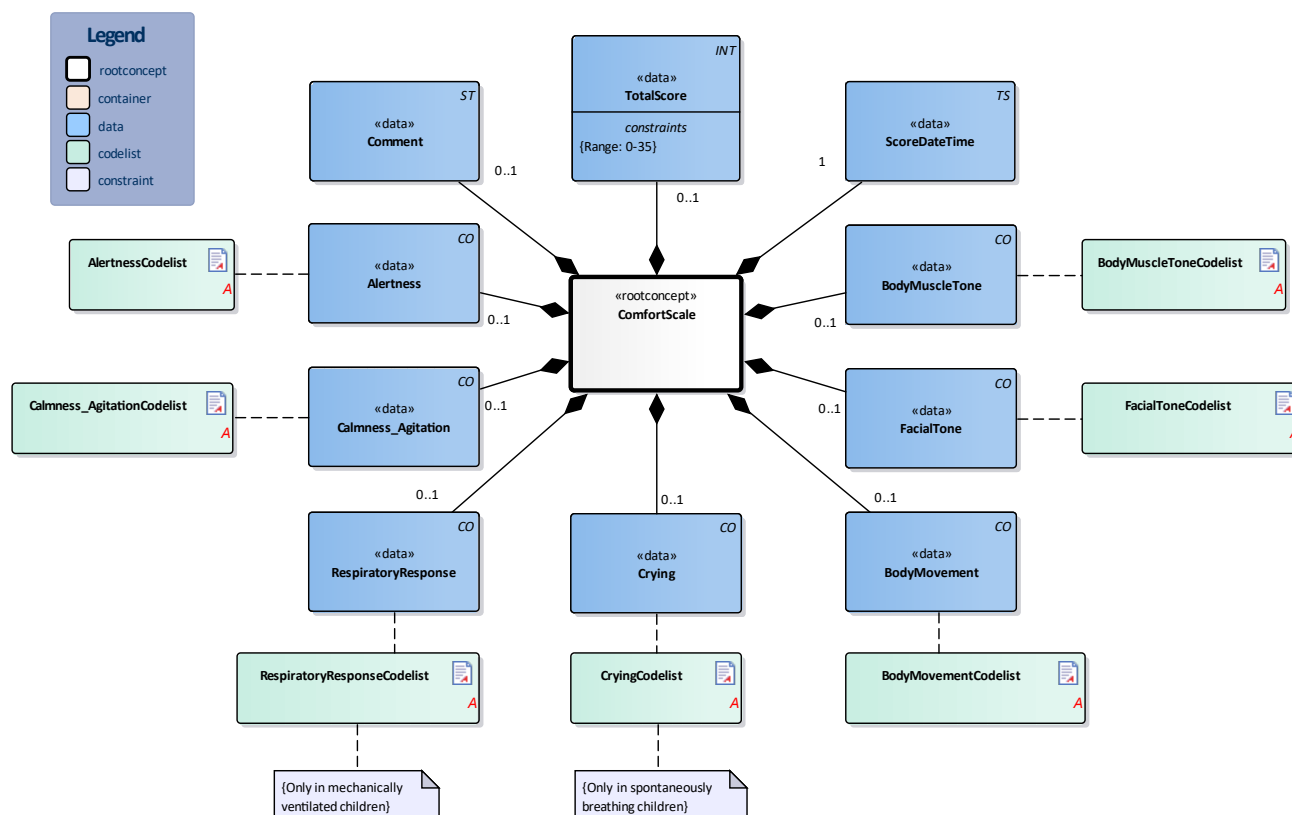 Legend
rootconcept
container
data
codelist
constraint
INT
«data»
TotalScore
constraints
{Range: 0-35}
0..1
ST
«data»
Comment
0..1
TS
«data»
ScoreDateTime
1
AlertnessCodelist
A
CO
«data»
Alertness
0..1
«rootconcept»
ComfortScale
CO
«data»
BodyMuscleTone
0..1
BodyMuscleToneCodelist
A
Calmness_AgitationCodelist
A
CO
«data»
Calmness_Agitation
0..1
CO
«data»
FacialTone
0..1
FacialToneCodelist
A
0..1
CO
«data»
RespiratoryResponse
0..1
CO
«data»
Crying
0..1
CO
«data»
BodyMovement
RespiratoryResponseCodelist
A
CryingCodelist
A
BodyMovementCodelist
A
{Only in mechanically
ventilated children}
{Only in spontaneously
breathing children}